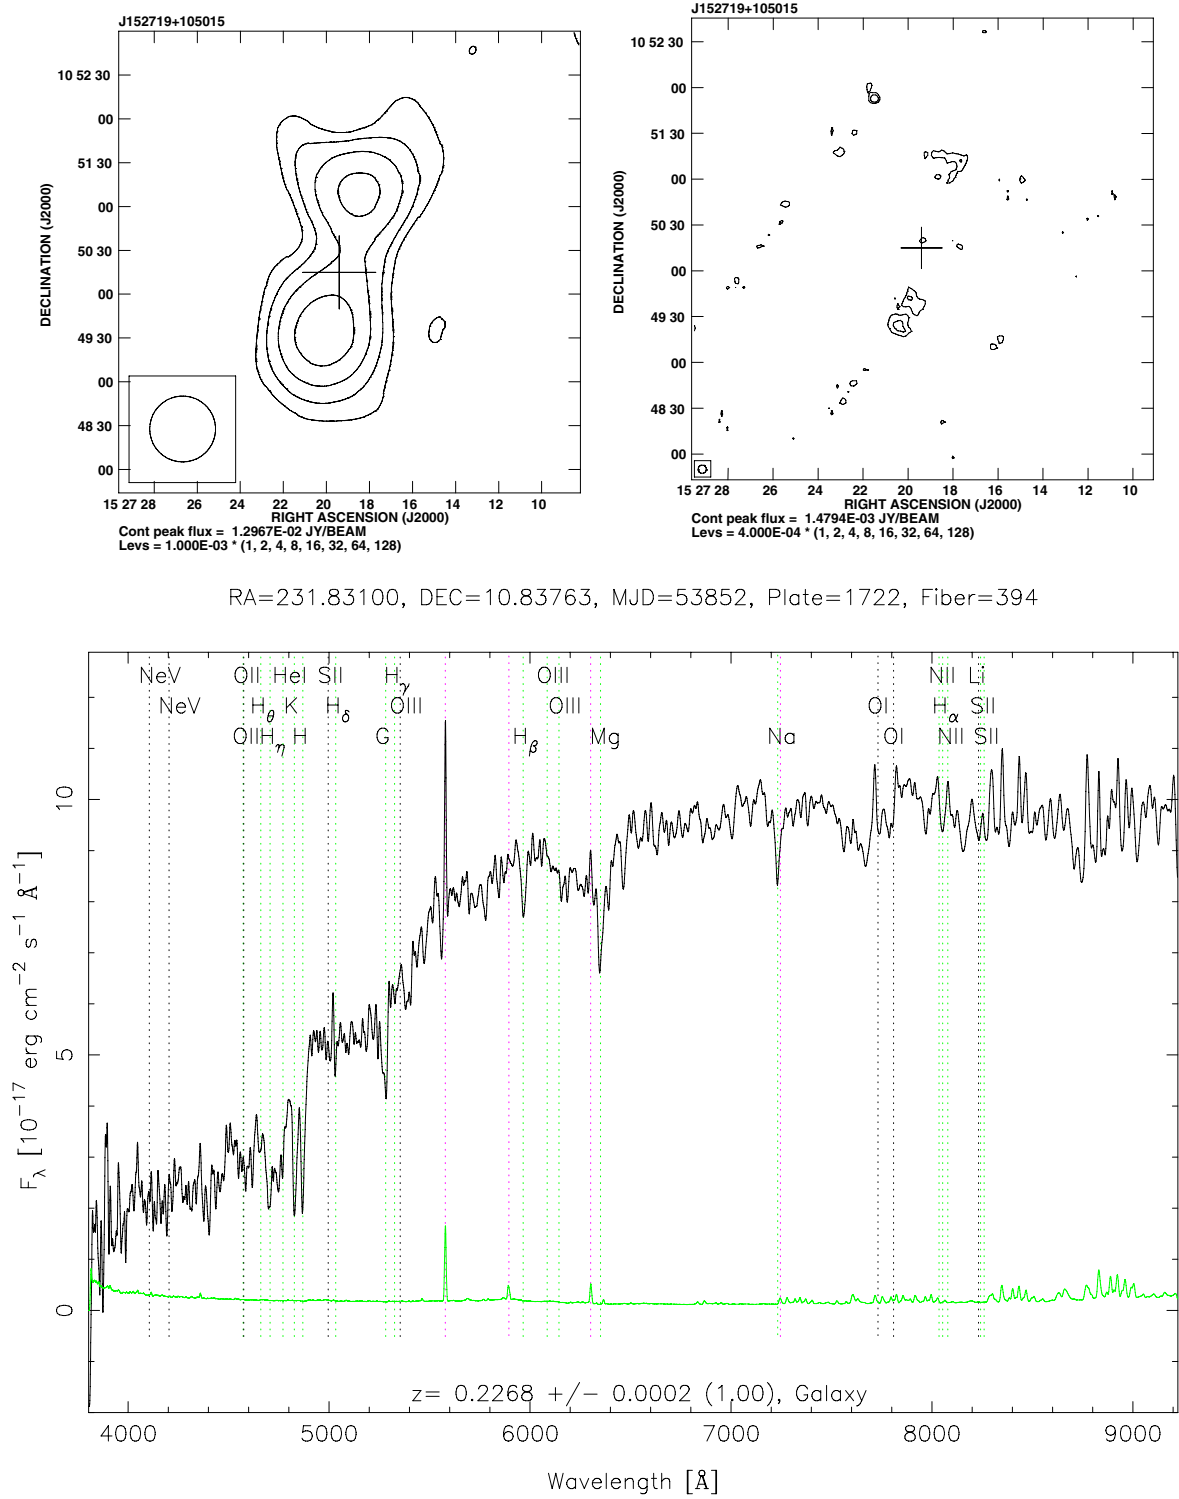 J152719+105015
10 52 30
00
51 30
00
50 30
00
49 30
00
48 30
00
DECLINATION (J2000)
15 27 28 26 24 22 20 18 16 14 12 10
RIGHT ASCENSION (J2000)
Cont peak flux = 1.2967E-02 JY/BEAM
Levs = 1.000E-03 * (1, 2, 4, 8, 16, 32, 64, 128)
J152719+105015
10 52 30
00
51 30
00
50 30
00
49 30
00
48 30
00
DECLINATION (J2000)
15 27 28 26 24 22 20 18 16 14 12 10
RIGHT ASCENSION (J2000)
Cont peak flux = 1.4794E-03 JY/BEAM
Levs = 4.000E-04 * (1, 2, 4, 8, 16, 32, 64, 128)
RA=231.83100, DEC=10.83763, MJD=53852, Plate=1722, Fiber=394
NeV OII HeI SII Hγ OIII NII Li
NeV Hθ K Hδ OIII OIII OI Hα SII
OII Hη H G Hβ Mg Na OI NII SII
10
5
0
F_λ [10⁻¹⁷ erg cm⁻² s⁻¹ Å⁻¹]
z= 0.2268 +/− 0.0002 (1.00), Galaxy
4000 5000 6000 7000 8000 9000
Wavelength [Å]